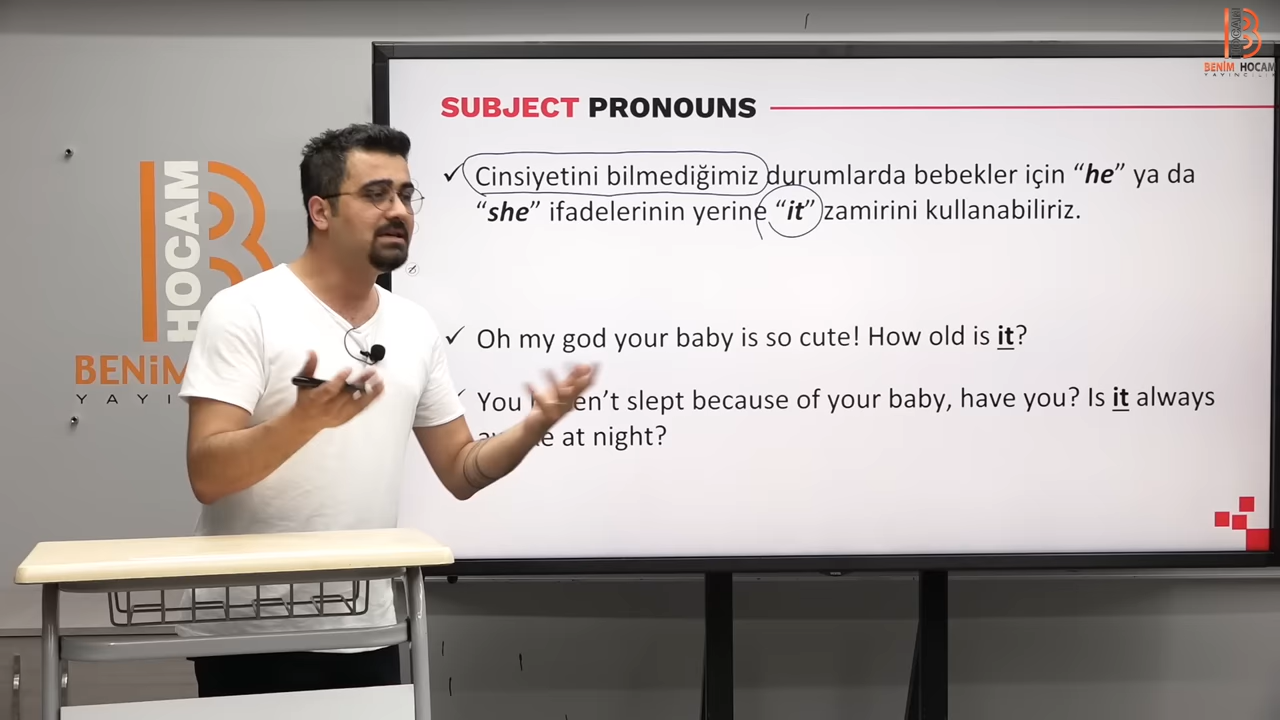 HOCAM
BENİM HOCAM
YAYINCILIK
SUBJECT PRONOUNS
✓ Cinsiyetini bilmediğimiz durumlarda bebekler için “he” ya da
“she” ifadelerinin yerine “it” zamirini kullanabiliriz.
HOCAM
✓ Oh my god your baby is so cute! How old is it?
✓ You slept because of your baby, have you? Is it always
at night?